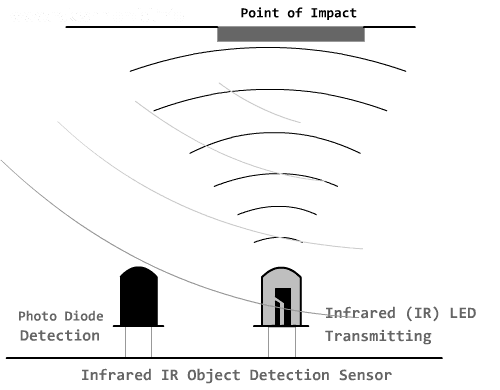 Point of Impact
Photo Diode
Detection
Infrared (IR) LED
Transmitting
Infrared IR Object Detection Sensor